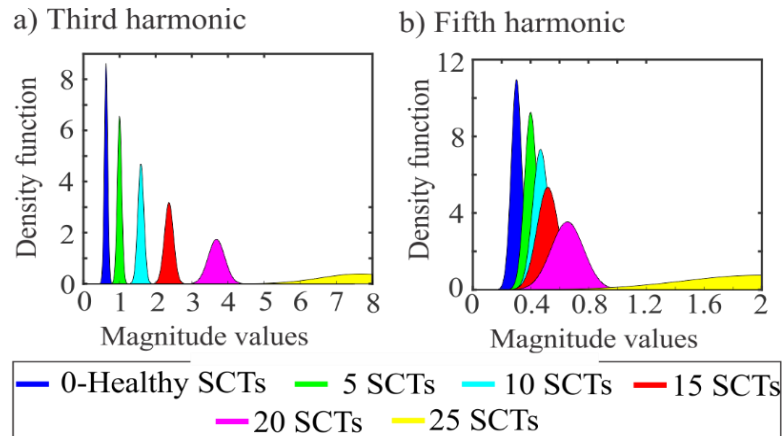 a) Third harmonic
b) Fifth harmonic
Density function
8
6
4
2
0
0 1 2 3 4 5 6 7 8
Magnitude values
Density function
12
8
4
0
0 0.4 0.8 1.2 1.6 2
Magnitude values
0-Healthy SCTs 5 SCTs 10 SCTs 15 SCTs
20 SCTs 25 SCTs